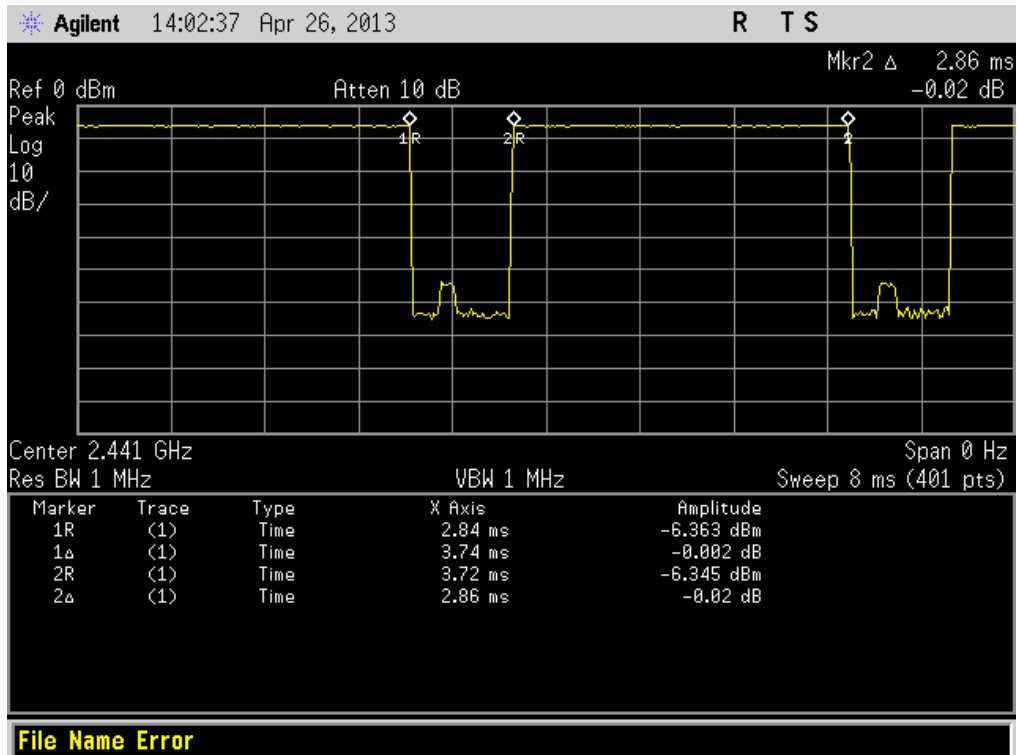 Agilent 14:02:37 Apr 26, 2013 R T S
Mkr2 Δ 2.86 ms
Ref 0 dBm Atten 10 dB -0.02 dB
Peak
Log
10
dB/
1R 2R 2
Center 2.441 GHz Span 0 Hz
Res BW 1 MHz VBW 1 MHz Sweep 8 ms (401 pts)
Marker Trace Type X Axis Amplitude
1R (1) Time 2.84 ms -6.363 dBm
1Δ (1) Time 3.74 ms -0.002 dB
2R (1) Time 3.72 ms -6.345 dBm
2Δ (1) Time 2.86 ms -0.02 dB
File Name Error